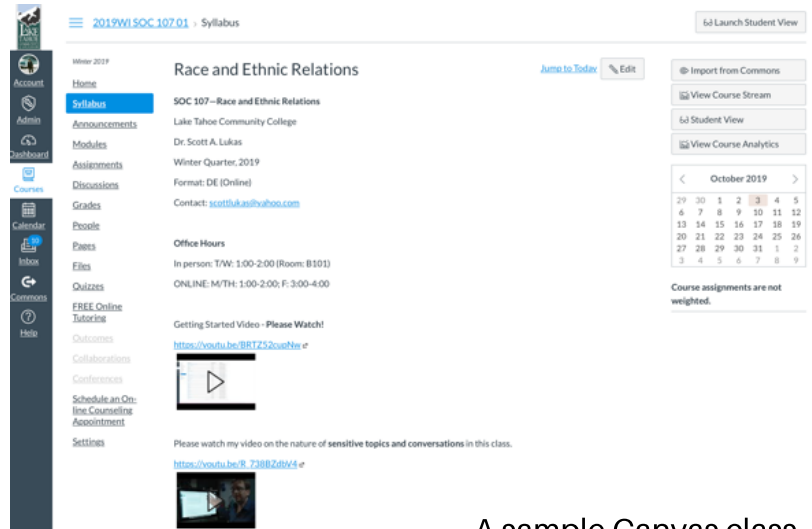 LAKE
TAHOE
2019WI SOC 107 01 › Syllabus
Launch Student View
Account
Admin
Dashboard
Courses
Calendar
10
Inbox
Commons
Help
Winter 2019
Home
Syllabus
Announcements
Modules
Assignments
Discussions
Grades
People
Pages
Files
Quizzes
FREE Online
Tutoring
Outcomes
Collaborations
Conferences
Schedule an On-
line Counseling
Appointment
Settings
Race and Ethnic Relations
Jump to Today
Edit
SOC 107—Race and Ethnic Relations
Lake Tahoe Community College
Dr. Scott A. Lukas
Winter Quarter, 2019
Format: DE (Online)
Contact: scottlukas@yahoo.com
Office Hours
In person: T/W: 1:00-2:00 (Room: B101)
ONLINE: M/TH: 1:00-2:00; F: 3:00-4:00
Getting Started Video - Please Watch!
https://youtu.be/BRTZ52cupNw
Please watch my video on the nature of sensitive topics and conversations in this class.
https://youtu.be/R_738BZdbV4
Import from Commons
View Course Stream
Student View
View Course Analytics
October 2019
29 30 1 2 3 4 5
6 7 8 9 10 11 12
13 14 15 16 17 18 19
20 21 22 23 24 25 26
27 28 29 30 31 1 2
3 4 5 6 7 8 9
Course assignments are not
weighted.
A sample Canvas class